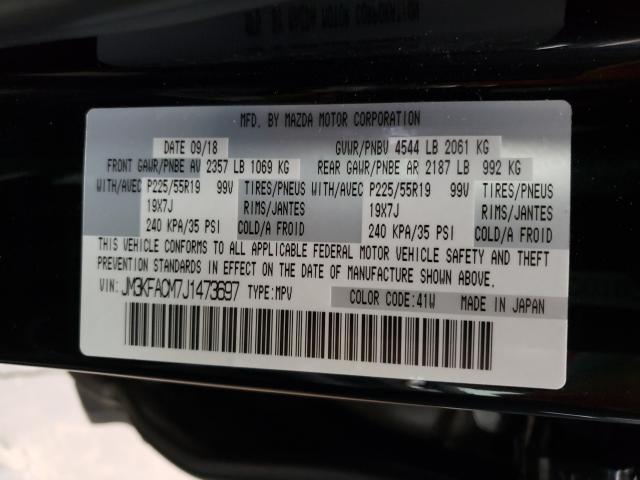 MFD. BY MAZDA MOTOR CORPORATION
DATE 09/18 GVWR/PNBV 4544 LB 2061 KG
FRONT GAWR/PNBE AV 2357 LB 1069 KG REAR GAWR/PNBE AR 2187 LB 992 KG
WITH/AVEC P225/55R19 99V TIRES/PNEUS WITH/AVEC P225/55R19 99V TIRES/PNEUS
19X7J RIMS/JANTES 19X7J RIMS/JANTES
240 KPA/35 PSI COLD/A FROID 240 KPA/35 PSI COLD/A FROID
THIS VEHICLE CONFORMS TO ALL APPLICABLE FEDERAL MOTOR VEHICLE SAFETY AND THEFT
PREVENTION STANDARDS IN EFFECT ON THE DATE OF MANUFACTURE SHOWN ABOVE.
VIN: JM3KFACM7J1473697 TYPE:MPV COLOR CODE:41W MADE IN JAPAN